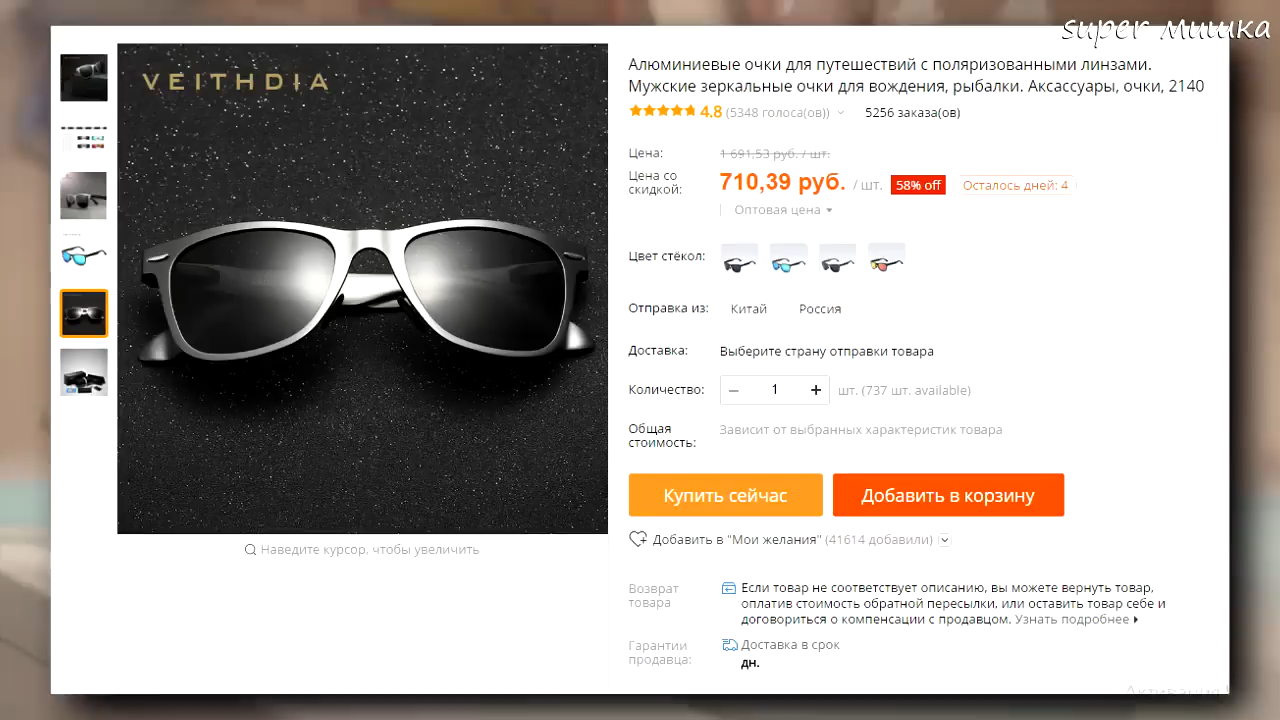 super мишка
VEITHDIA
Алюминиевые очки для путешествий с поляризованными линзами.
Мужские зеркальные очки для вождения, рыбалки. Аксассуары, очки, 2140
4.8 (5348 голоса(ов)) 5256 заказа(ов)
Цена: 1 691,53 руб. / шт.
Цена со
скидкой: 710,39 руб. / шт. 58% off Осталось дней: 4
Оптовая цена
Цвет стёкол:
Отправка из: Китай Россия
Доставка: Выберите страну отправки товара
Количество: – 1 + шт. (737 шт. available)
Общая
стоимость: Зависит от выбранных характеристик товара
Купить сейчас Добавить в корзину
Добавить в "Мои желания" (41614 добавили)
Наведите курсор, чтобы увеличить
Возврат
товара
Если товар не соответствует описанию, вы можете вернуть товар,
оплатив стоимость обратной пересылки, или оставить товар себе и
договориться о компенсации с продавцом. Узнать подробнее
Гарантии
продавца:
Доставка в срок
дн.